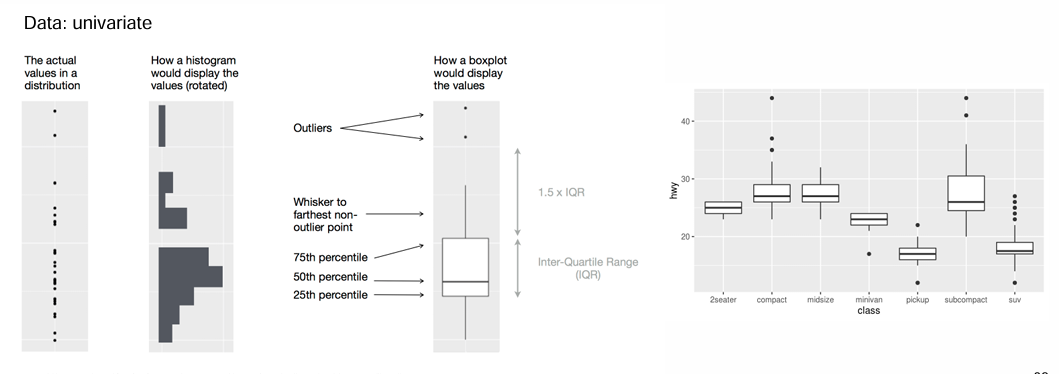 Data: univariate
The actual
values in a
distribution
How a histogram
would display the
values (rotated)
How a boxplot
would display
the values
Outliers
1.5 x IQR
Whisker to
farthest non-
outlier point
75th percentile
50th percentile
25th percentile
Inter-Quartile Range
(IQR)
hwy
40
30
20
2seater
compact
midsize
minivan
pickup
subcompact
suv
class